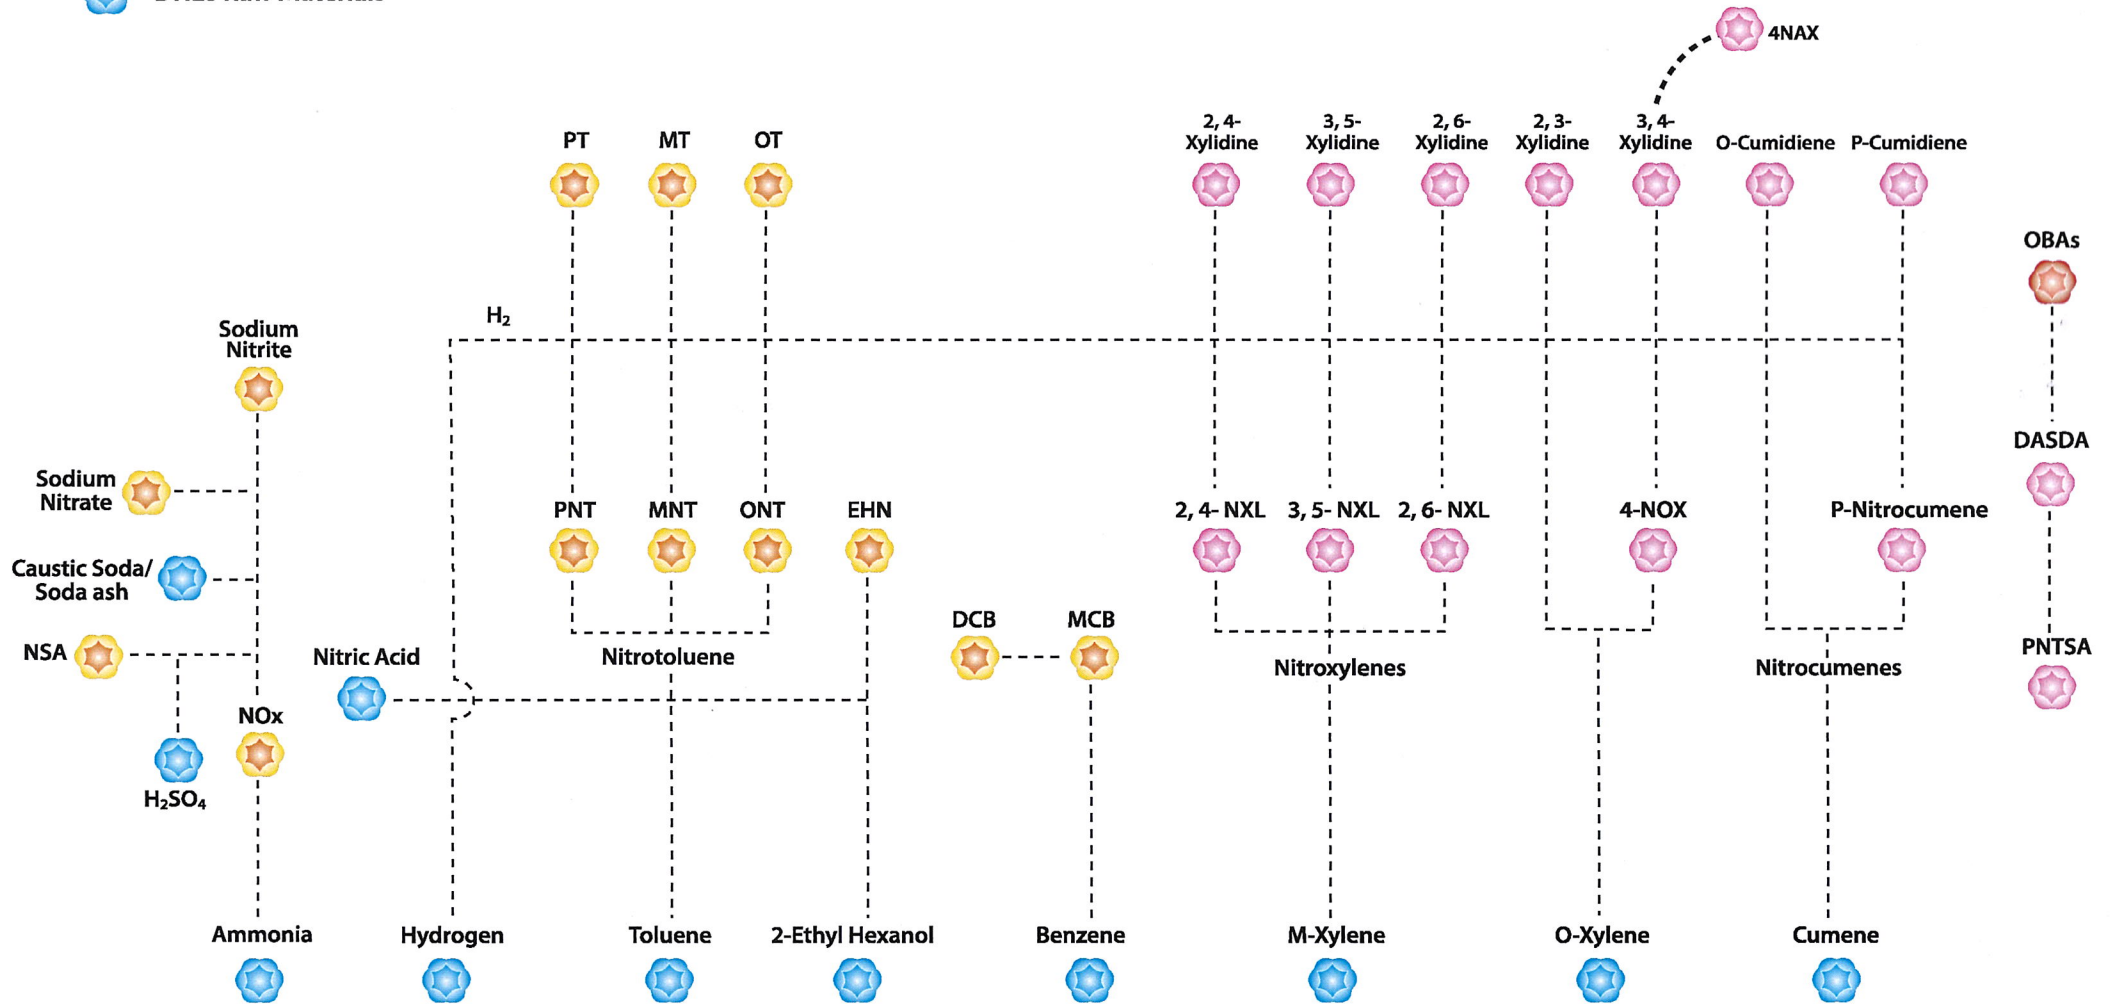 4NAX
PT
MT
OT
2, 4-
Xylidine
3, 5-
Xylidine
2, 6-
Xylidine
2, 3-
Xylidine
3, 4-
Xylidine
O-Cumidiene
P-Cumidiene
OBAs
H₂
Sodium
Nitrite
DASDA
Sodium
Nitrate
PNT
MNT
ONT
EHN
2, 4- NXL
3, 5- NXL
2, 6- NXL
4-NOX
P-Nitrocumene
Caustic Soda/
Soda ash
DCB
MCB
NSA
Nitric Acid
Nitrotoluene
Nitroxylenes
Nitrocumenes
PNTSA
NOx
H₂SO₄
Ammonia
Hydrogen
Toluene
2-Ethyl Hexanol
Benzene
M-Xylene
O-Xylene
Cumene